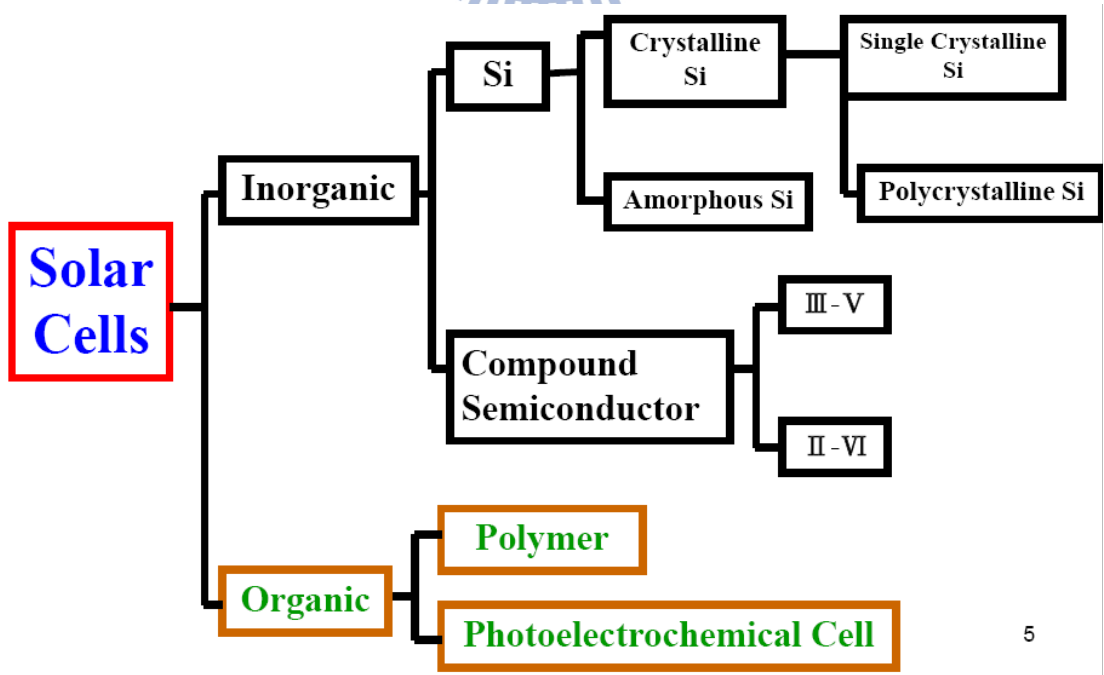 Solar
Cells
Inorganic
Si
Crystalline
Si
Single Crystalline
Si
Polycrystalline Si
Amorphous Si
Compound
Semiconductor
Ⅲ-Ⅴ
Ⅱ-Ⅵ
Organic
Polymer
Photoelectrochemical Cell
5